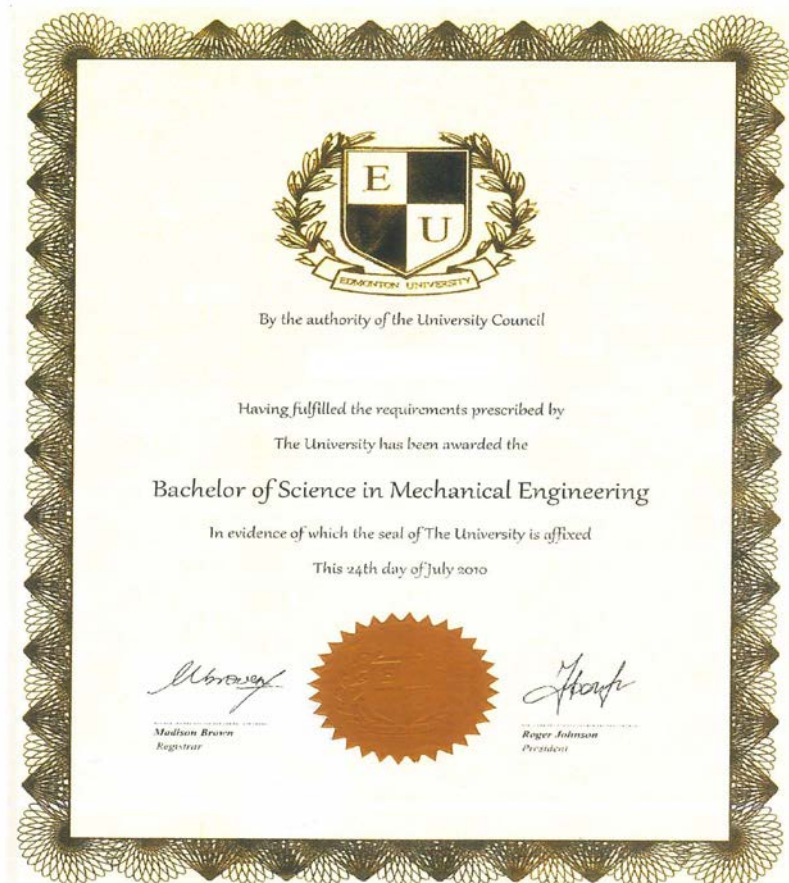 E
U
EDMONTON UNIVERSITY
By the authority of the University Council
Having fulfilled the requirements prescribed by
The University has been awarded the
Bachelor of Science in Mechanical Engineering
In evidence of which the seal of The University is affixed
This 24th day of July 2010
E U
Madison Brown
Registrar
Roger Johnson
President